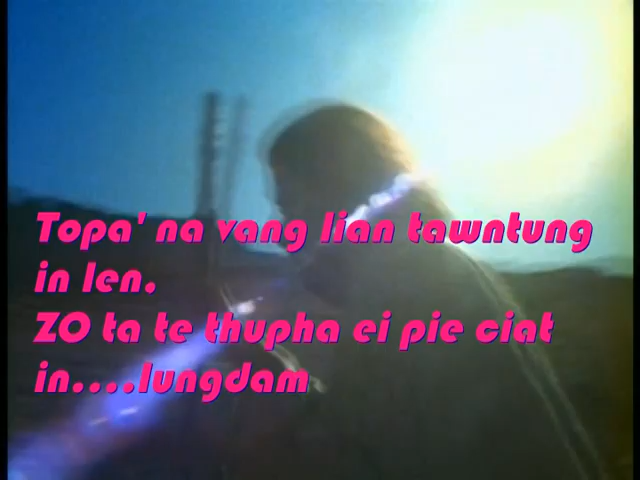 Topa' na vang lian tawntung
in len,
ZO ta te thupha ei pie ciat
in....lungdam